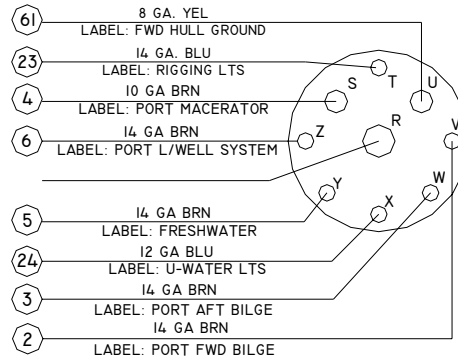 61
8 GA. YEL
LABEL: FWD HULL GROUND
23
14 GA. BLU
LABEL: RIGGING LTS
4
10 GA BRN
LABEL: PORT MACERATOR
6
14 GA BRN
LABEL: PORT L/WELL SYSTEM
5
14 GA BRN
LABEL: FRESHWATER
24
12 GA BLU
LABEL: U-WATER LTS
3
14 GA BRN
LABEL: PORT AFT BILGE
2
14 GA BRN
LABEL: PORT FWD BILGE
T
S
U
R
V
Z
Y
X
W